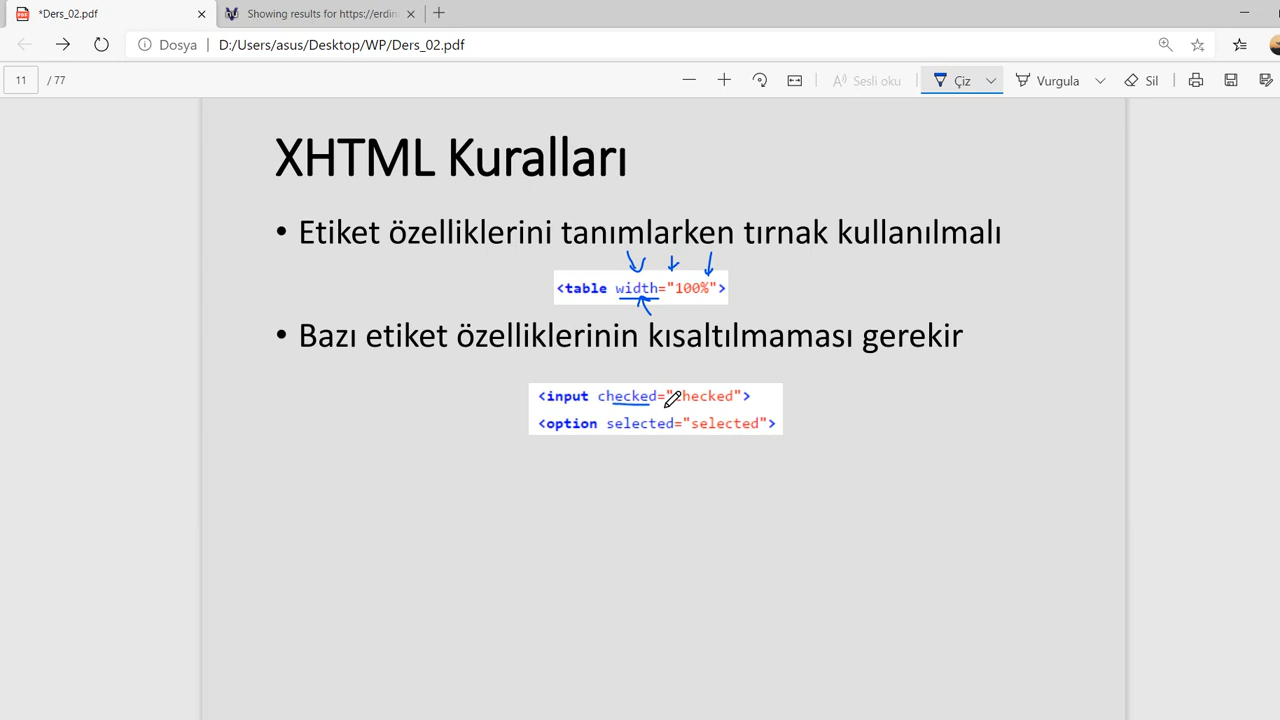 *Ders_02.pdf
Showing results for https://erdin
Dosya D:/Users/asus/Desktop/WP/Ders_02.pdf
11 / 77 Sesli oku Çiz Vurgula Sil
XHTML Kuralları
• Etiket özelliklerini tanımlarken tırnak kullanılmalı
<table width="100%">
• Bazı etiket özelliklerinin kısaltılmaması gerekir
<input checked="checked">
<option selected="selected">